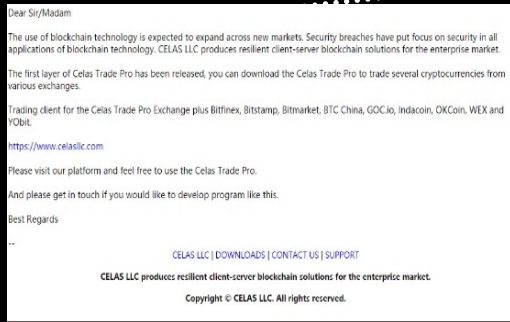 Dear Sir/Madam
The use of blockchain technology is expected to expand across new markets. Security breaches have put focus on security in all
applications of blockchain technology. CELAS LLC produces resilient client-server blockchain solutions for the enterprise market.
The first layer of Celas Trade Pro has been released, you can download the Celas Trade Pro to trade several cryptocurrencies from
various exchanges.
Trading client for the Celas Trade Pro Exchange plus Bitfinex, Bitstamp, Bitmarket, BTC China, GOC.io, Indacoin, OKCoin, WEX and
YObit.
https://www.celasllc.com
Please visit our platform and feel free to use the Celas Trade Pro.
And please get in touch if you would like to develop program like this.
Best Regards
--
CELAS LLC | DOWNLOADS | CONTACT US | SUPPORT
CELAS LLC produces resilient client-server blockchain solutions for the enterprise market.
Copyright © CELAS LLC. All rights reserved.